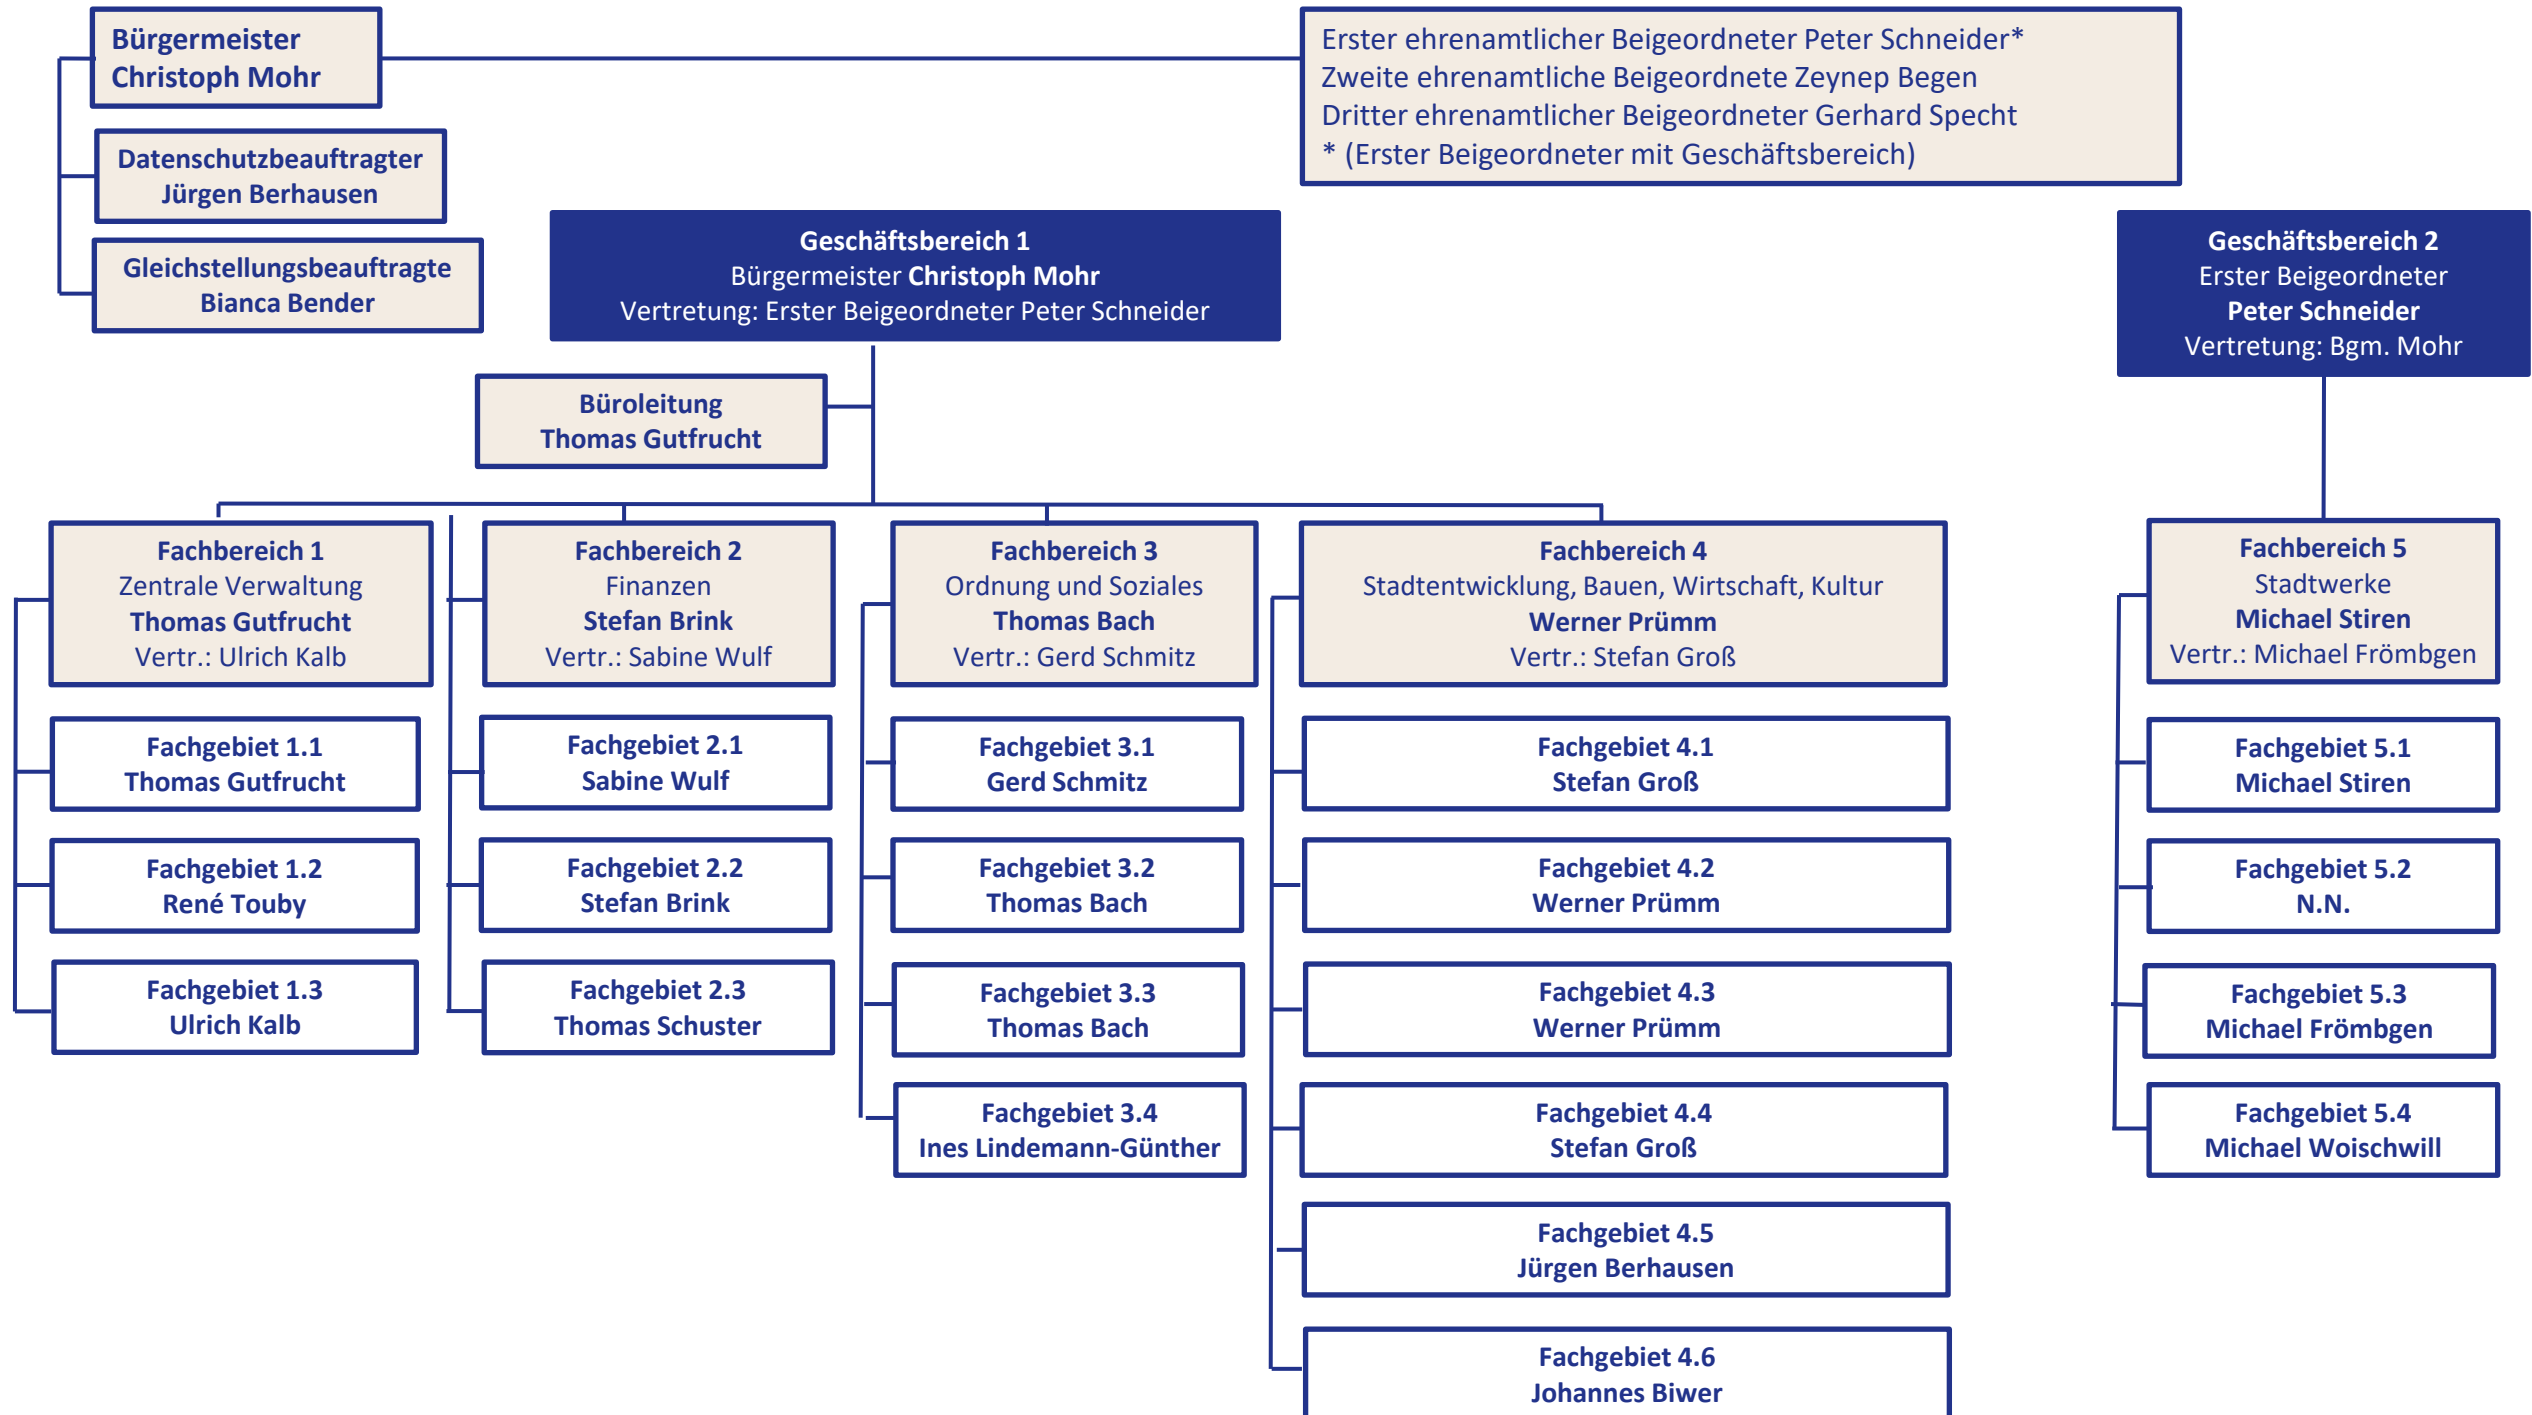 Bürgermeister
Christoph Mohr
Erster ehrenamtlicher Beigeordneter Peter Schneider*
Zweite ehrenamtliche Beigeordnete Zeynep Begen
Dritter ehrenamtlicher Beigeordneter Gerhard Specht
* (Erster Beigeordneter mit Geschäftsbereich)
Datenschutzbeauftragter
Jürgen Berhausen
Gleichstellungsbeauftragte
Bianca Bender
Geschäftsbereich 1
Bürgermeister Christoph Mohr
Vertretung: Erster Beigeordneter Peter Schneider
Geschäftsbereich 2
Erster Beigeordneter
Peter Schneider
Vertretung: Bgm. Mohr
Büroleitung
Thomas Gutfrucht
Fachbereich 1
Zentrale Verwaltung
Thomas Gutfrucht
Vertr.: Ulrich Kalb
Fachgebiet 1.1
Thomas Gutfrucht
Fachgebiet 1.2
René Touby
Fachgebiet 1.3
Ulrich Kalb
Fachbereich 2
Finanzen
Stefan Brink
Vertr.: Sabine Wulf
Fachgebiet 2.1
Sabine Wulf
Fachgebiet 2.2
Stefan Brink
Fachgebiet 2.3
Thomas Schuster
Fachbereich 3
Ordnung und Soziales
Thomas Bach
Vertr.: Gerd Schmitz
Fachgebiet 3.1
Gerd Schmitz
Fachgebiet 3.2
Thomas Bach
Fachgebiet 3.3
Thomas Bach
Fachgebiet 3.4
Ines Lindemann-Günther
Fachbereich 4
Stadtentwicklung, Bauen, Wirtschaft, Kultur
Werner Prümm
Vertr.: Stefan Groß
Fachgebiet 4.1
Stefan Groß
Fachgebiet 4.2
Werner Prümm
Fachgebiet 4.3
Werner Prümm
Fachgebiet 4.4
Stefan Groß
Fachgebiet 4.5
Jürgen Berhausen
Fachgebiet 4.6
Johannes Biwer
Fachbereich 5
Stadtwerke
Michael Stiren
Vertr.: Michael Frömbgen
Fachgebiet 5.1
Michael Stiren
Fachgebiet 5.2
N.N.
Fachgebiet 5.3
Michael Frömbgen
Fachgebiet 5.4
Michael Woischwill